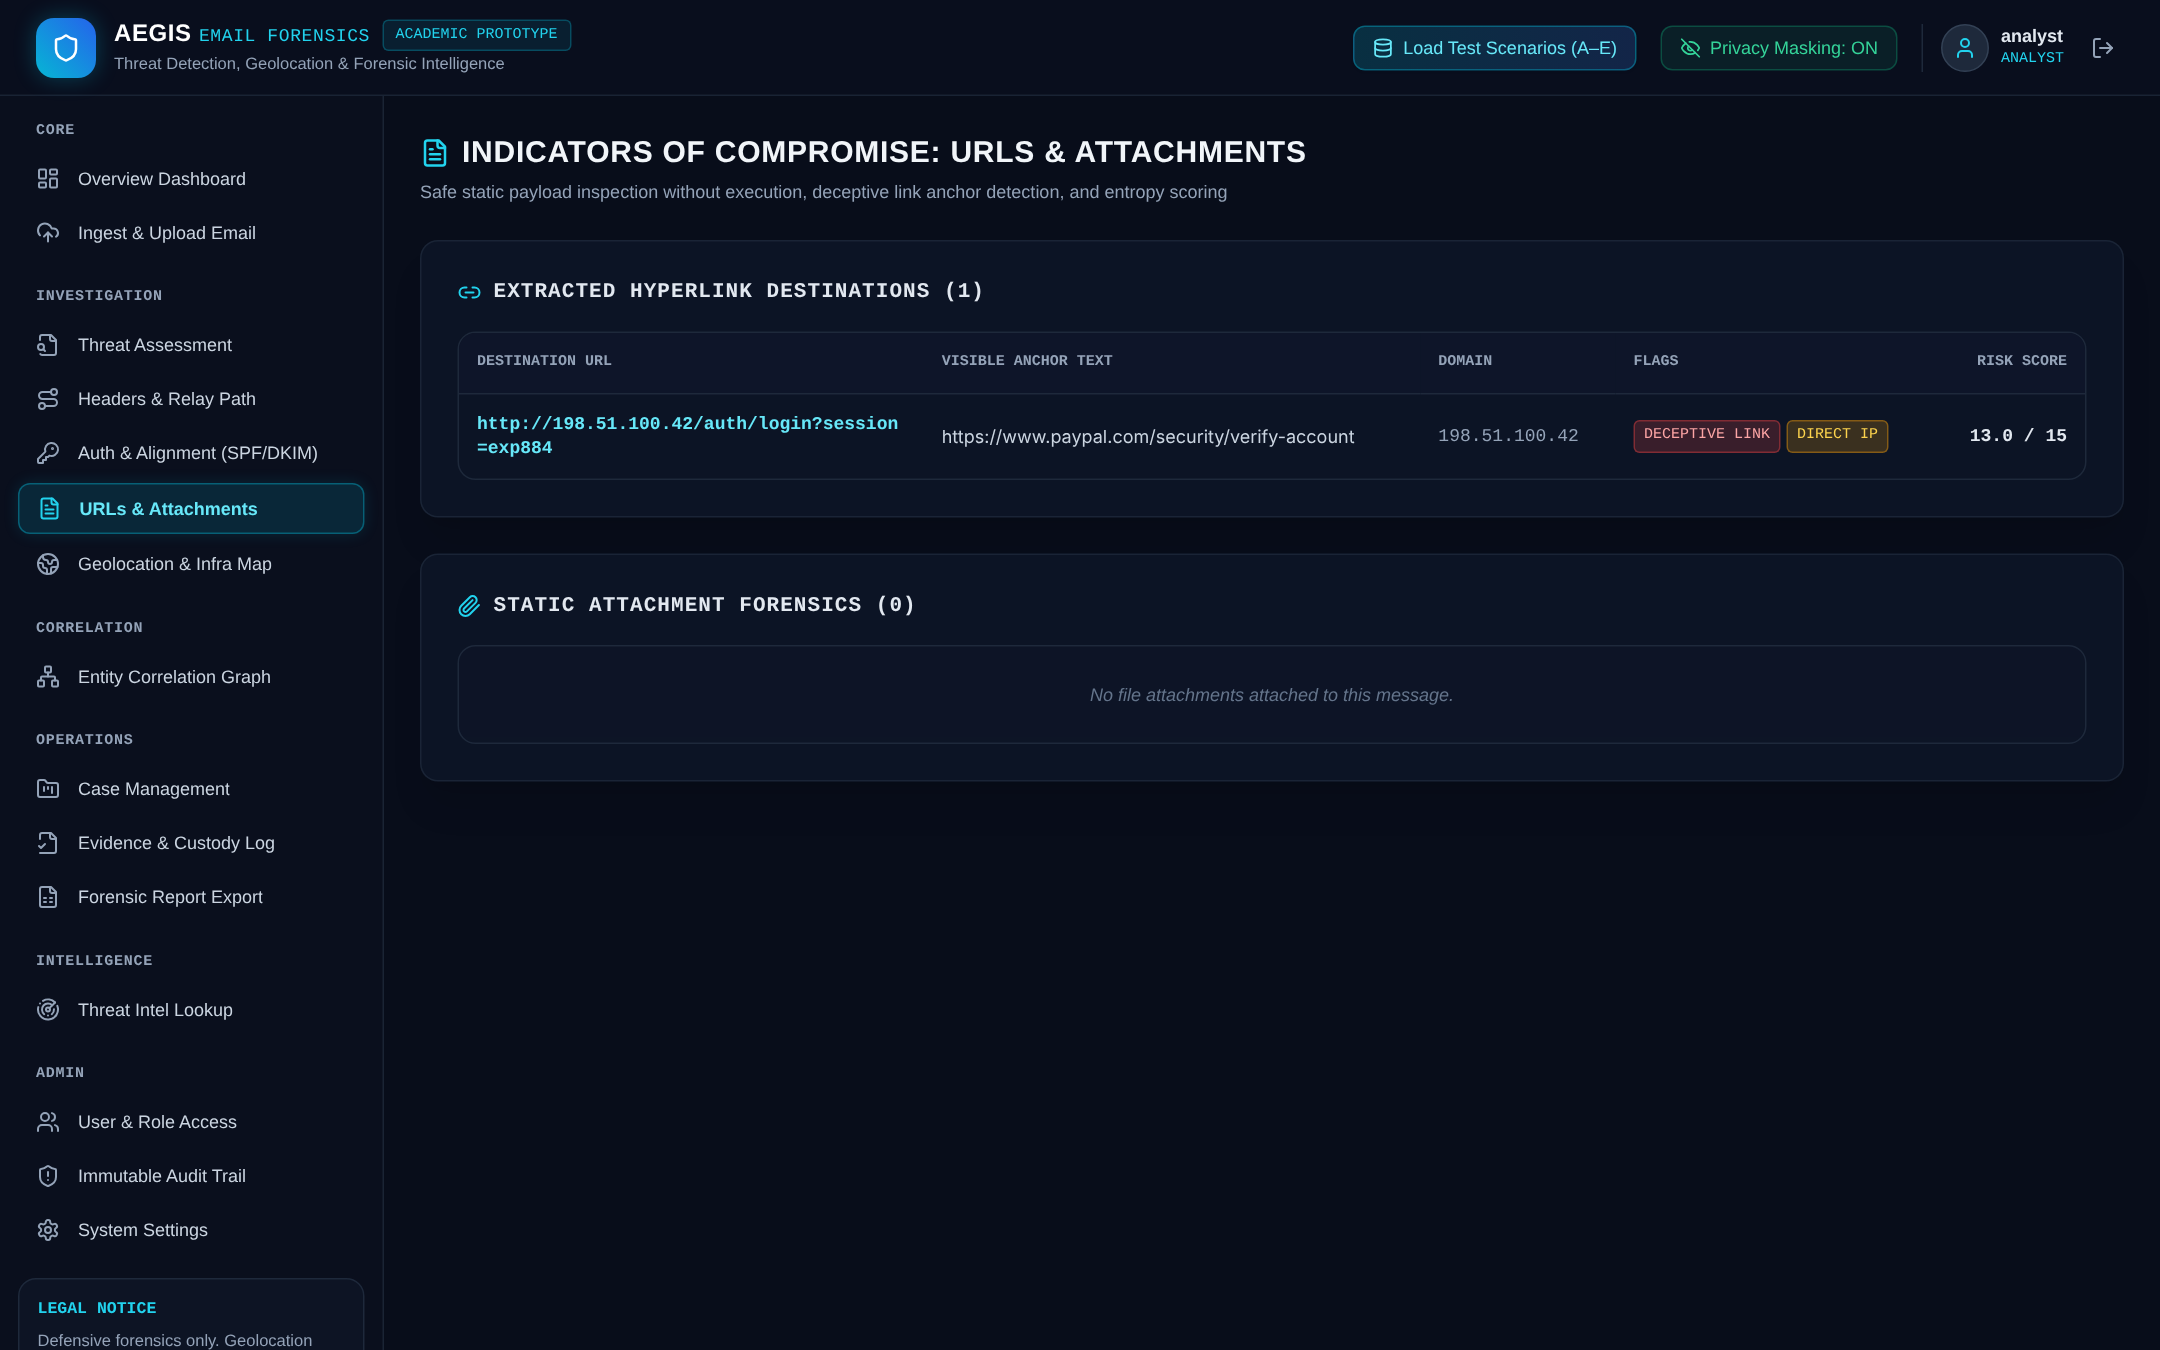 AEGIS EMAIL FORENSICS ACADEMIC PROTOTYPE
Threat Detection, Geolocation & Forensic Intelligence
Load Test Scenarios (A–E)
Privacy Masking: ON
analyst
ANALYST
CORE
Overview Dashboard
Ingest & Upload Email
INVESTIGATION
Threat Assessment
Headers & Relay Path
Auth & Alignment (SPF/DKIM)
URLs & Attachments
Geolocation & Infra Map
CORRELATION
Entity Correlation Graph
OPERATIONS
Case Management
Evidence & Custody Log
Forensic Report Export
INTELLIGENCE
Threat Intel Lookup
ADMIN
User & Role Access
Immutable Audit Trail
System Settings
LEGAL NOTICE
Defensive forensics only. Geolocation
INDICATORS OF COMPROMISE: URLS & ATTACHMENTS
Safe static payload inspection without execution, deceptive link anchor detection, and entropy scoring
EXTRACTED HYPERLINK DESTINATIONS (1)
DESTINATION URL VISIBLE ANCHOR TEXT DOMAIN FLAGS RISK SCORE
http://198.51.100.42/auth/login?session
=exp884
https://www.paypal.com/security/verify-account
198.51.100.42
DECEPTIVE LINK DIRECT IP
13.0 / 15
STATIC ATTACHMENT FORENSICS (0)
No file attachments attached to this message.